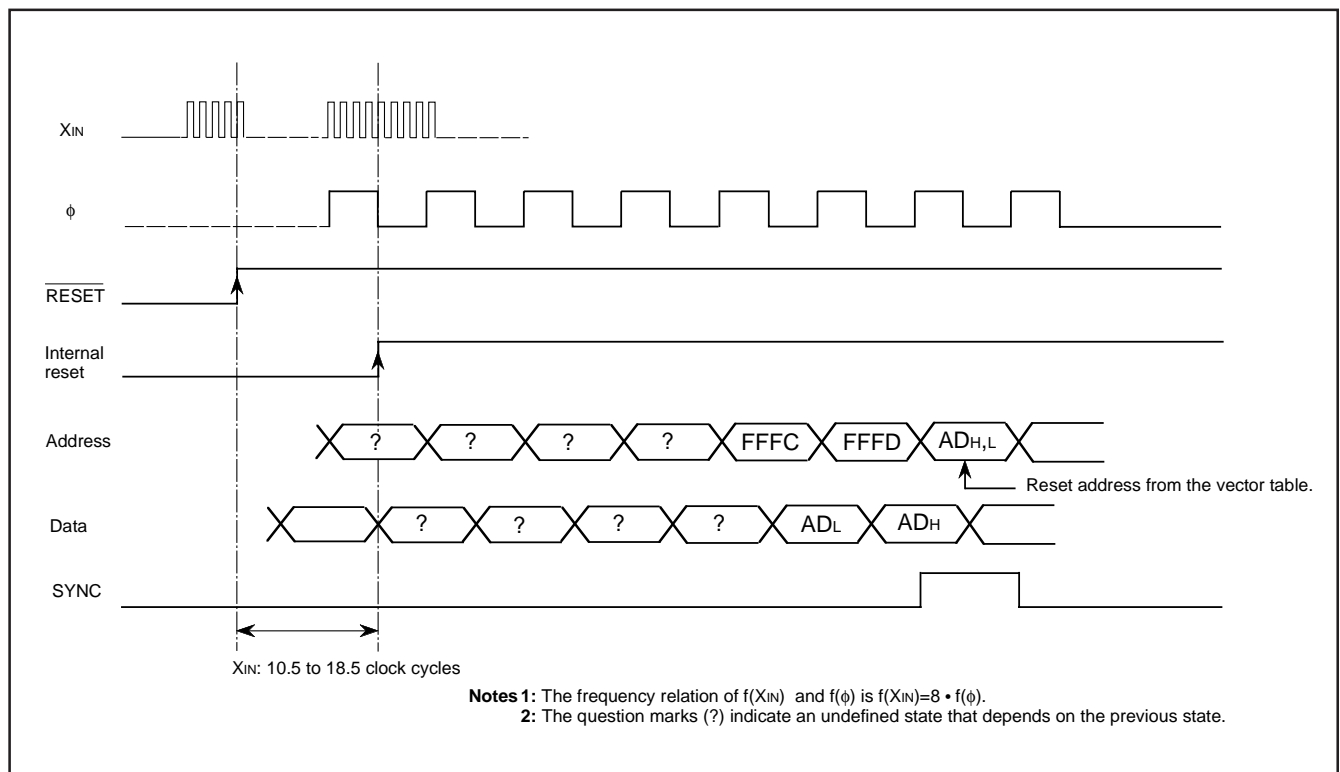 XIN
φ
RESET
Internal
reset
Address
? ? ? ? FFFC FFFD ADH,L
Reset address from the vector table.
Data
? ? ? ? ADL ADH
SYNC
XIN: 10.5 to 18.5 clock cycles
Notes 1: The frequency relation of f(XIN) and f(φ) is f(XIN)=8 • f(φ).
2: The question marks (?) indicate an undefined state that depends on the previous state.